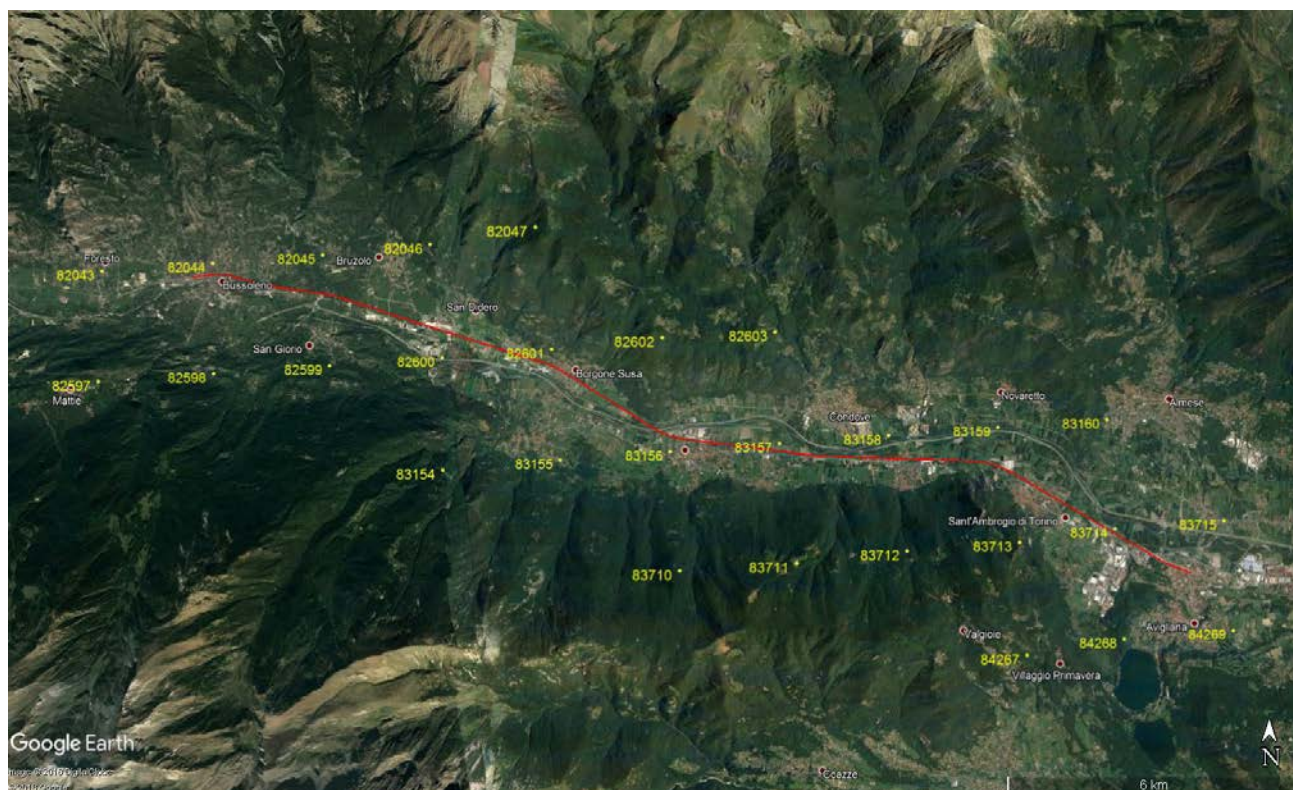 82047
82046
Bruzolo
82045
Foresto
82044
82043
Bussoleno
San Didero
82603
82602
82601
San Giorio
82600
82599
Borgone Susa
82598
82597
Mattie
Novaretto
Almese
Condove
83160
83159
83158
83157
83156
83155
83154
Sant'Ambrogio di Torino
83715
83714
83713
83712
83711
83710
Valgioie
Avigliana
84269
84268
84267
Villaggio Primavera
Google Earth
N
Coazze
6 km